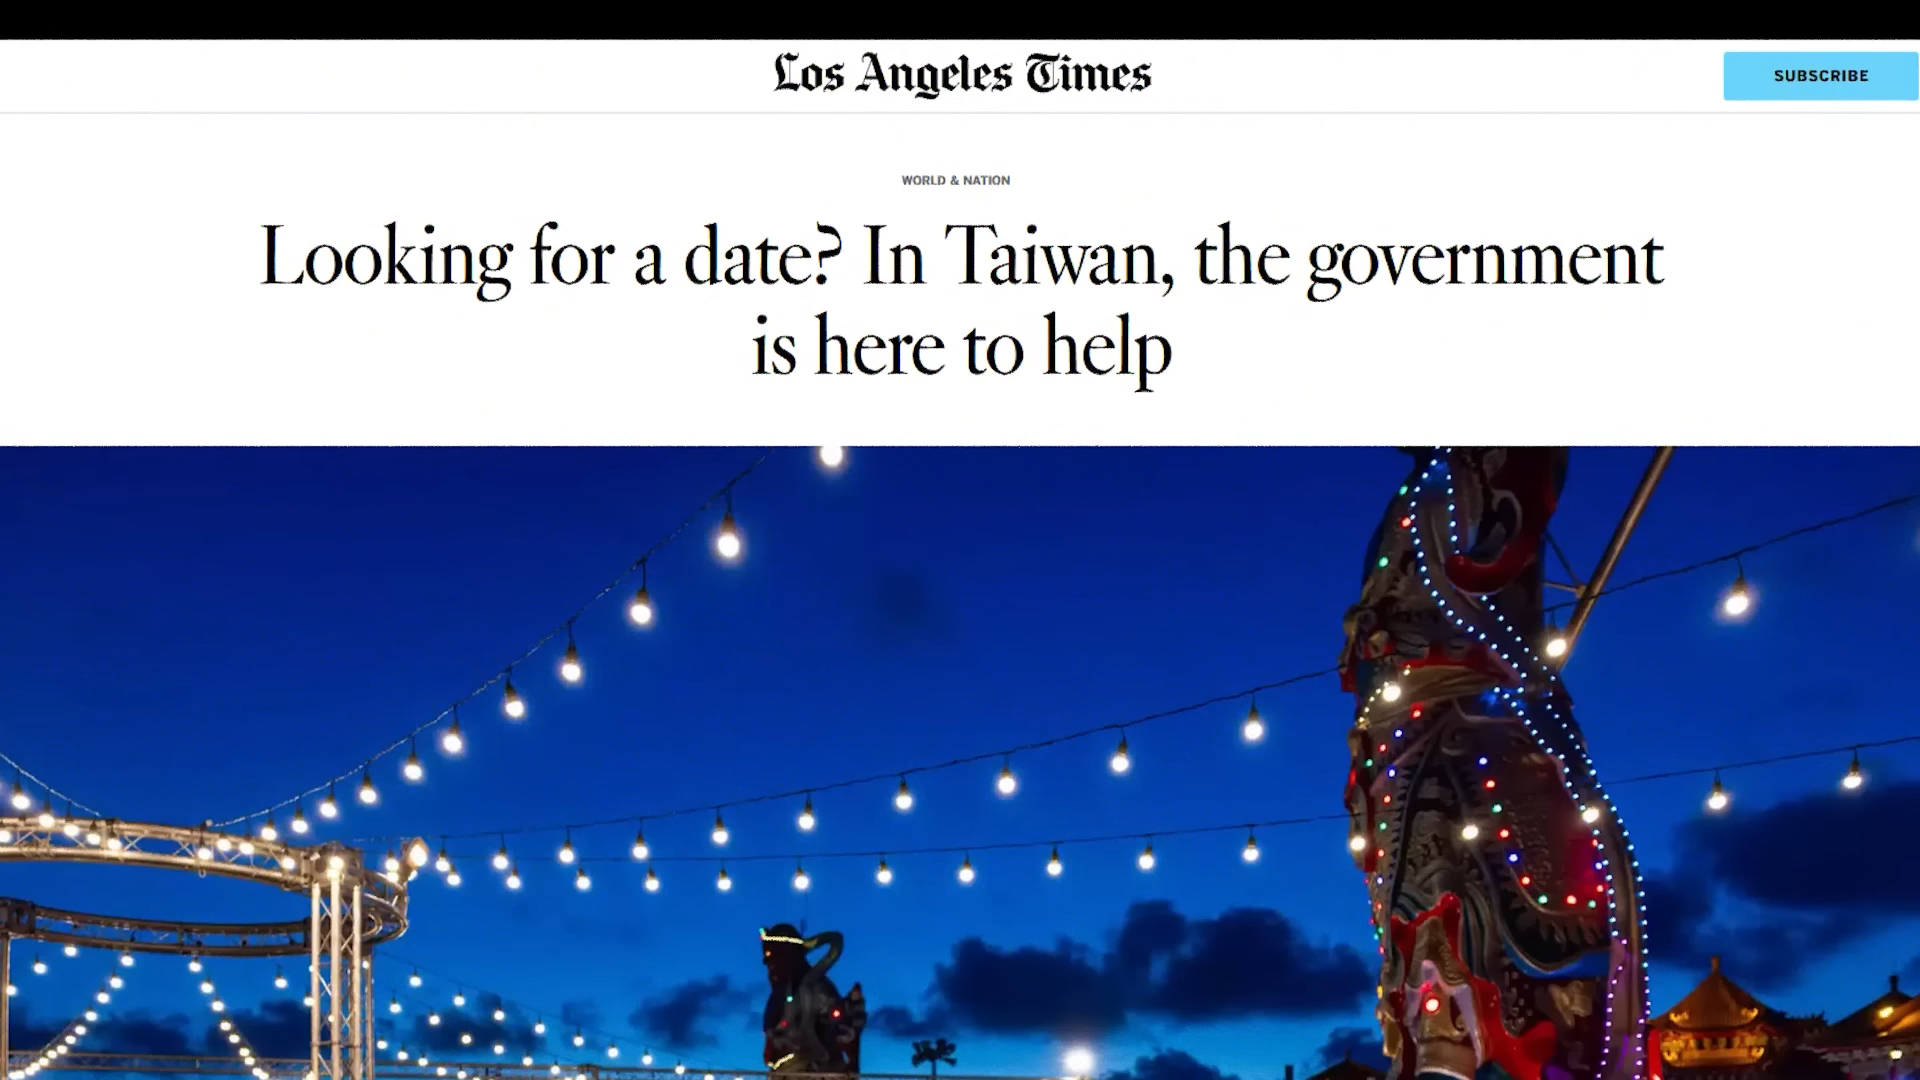 Los Angeles Times
SUBSCRIBE
WORLD & NATION
Looking for a date? In Taiwan, the government
is here to help